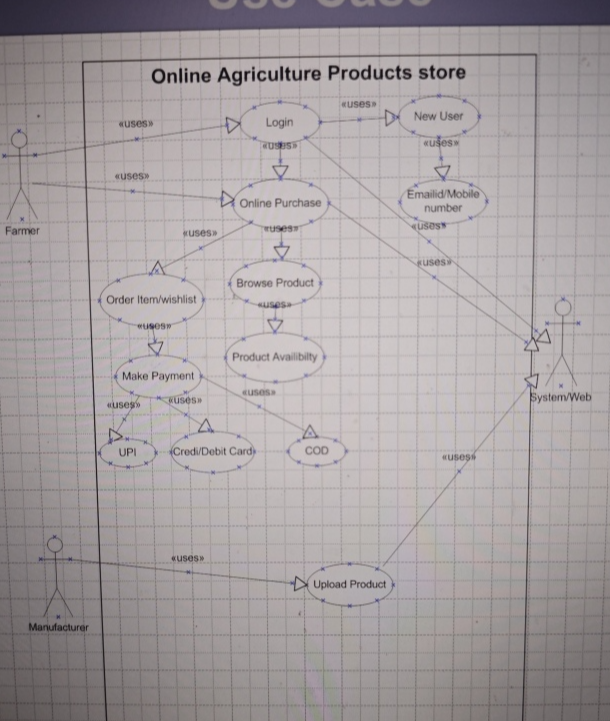 Use Case
Online Agriculture Products store
«uses»
New User
«uses»
Login
«uses»
«uses»
«uses»
Emailid/Mobile
number
Online Purchase
Farmer
«uses»
«uses»
«uses»
«uses»
Browse Product
Order Item/wishlist
«uses»
«uses»
Product Availibilty
Make Payment
«uses»
«uses»
«uses»
System/Web
UPI
Credi/Debit Card
COD
«uses»
«uses»
Upload Product
Manufacturer